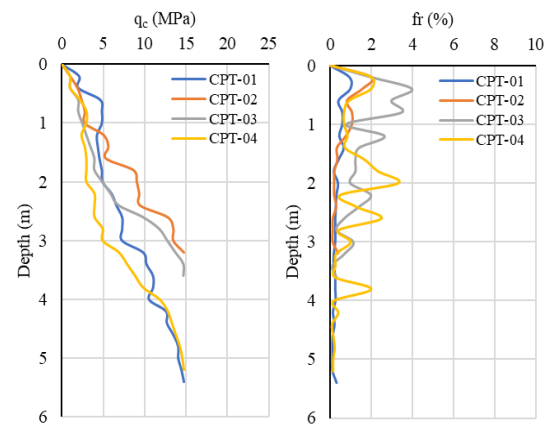 q_c (MPa)
0 5 10 15 20 25
0
1
2
3
4
5
6
Depth (m)
CPT-01
CPT-02
CPT-03
CPT-04
fr (%)
0 2 4 6 8 10
0
1
2
3
4
5
6
Depth (m)
CPT-01
CPT-02
CPT-03
CPT-04